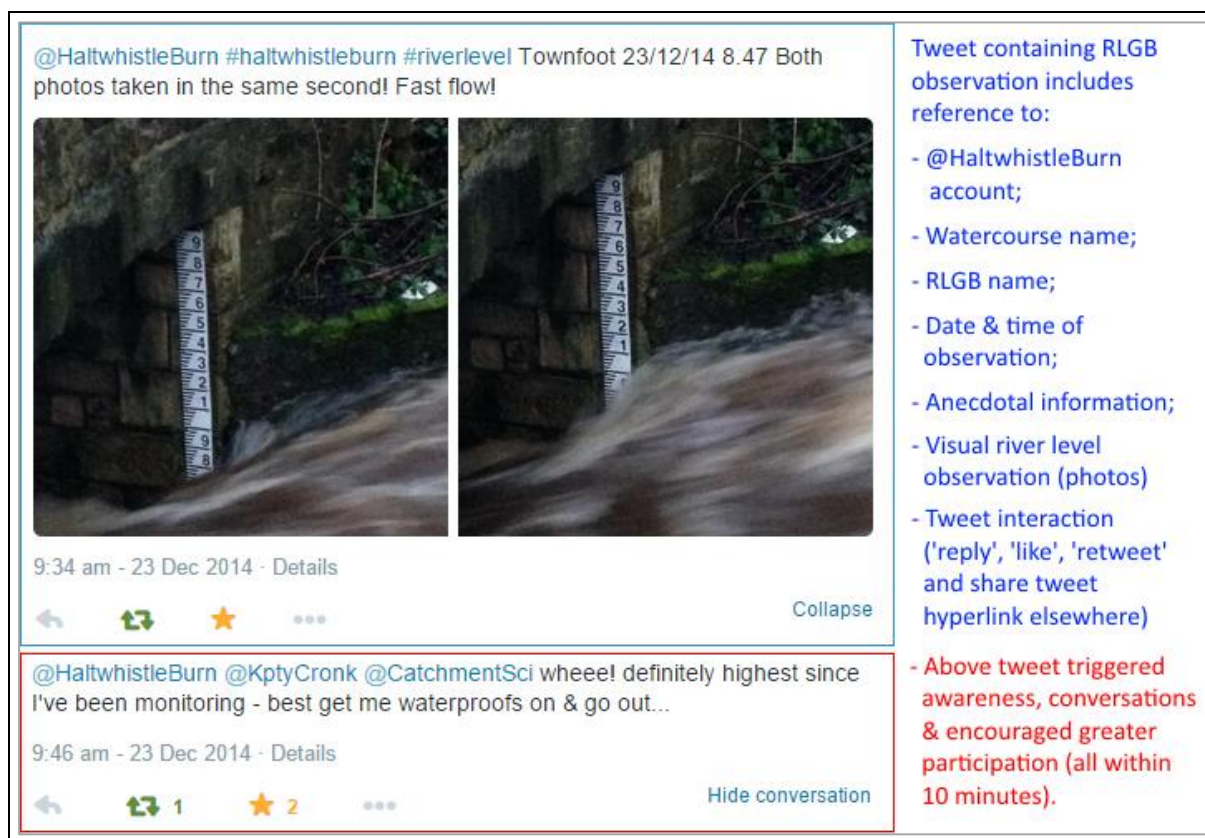 @HaltwhistleBurn #haltwhistleburn #riverlevel Townfoot 23/12/14 8.47 Both
photos taken in the same second! Fast flow!
9
8
7
6
5
4
3
2
1
9
8
9
8
7
6
5
4
3
2
1
9:34 am - 23 Dec 2014 · Details
Collapse
@HaltwhistleBurn @KptyCronk @CatchmentSci wheee! definitely highest since
I've been monitoring - best get me waterproofs on & go out...
9:46 am - 23 Dec 2014 · Details
1
2
Hide conversation
Tweet containing RLGB
observation includes
reference to:
- @HaltwhistleBurn
account;
- Watercourse name;
- RLGB name;
- Date & time of
observation;
- Anecdotal information;
- Visual river level
observation (photos)
- Tweet interaction
('reply', 'like', 'retweet'
and share tweet
hyperlink elsewhere)
- Above tweet triggered
awareness, conversations
& encouraged greater
participation (all within
10 minutes).